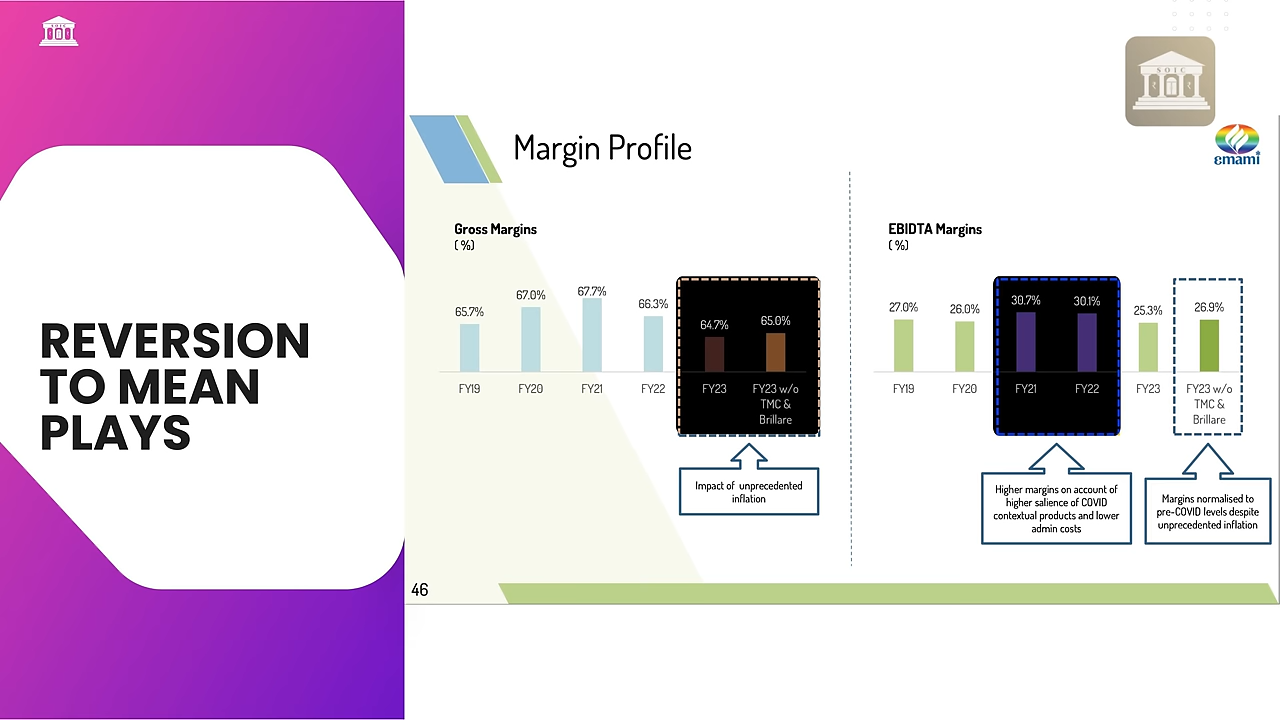 SOIC
REVERSION
TO MEAN
PLAYS
SOIC
emami
Margin Profile
Gross Margins
( %)
65.7%
67.0%
67.7%
66.3%
64.7%
65.0%
FY19
FY20
FY21
FY22
FY23
FY23 w/o
TMC &
Brillare
Impact of unprecedented
inflation
EBIDTA Margins
( %)
27.0%
26.0%
30.7%
30.1%
25.3%
26.9%
FY19
FY20
FY21
FY22
FY23
FY23 w/o
TMC &
Brillare
Higher margins on account of
higher salience of COVID
contextual products and lower
admin costs
Margins normalised to
pre-COVID levels despite
unprecedented inflation
46